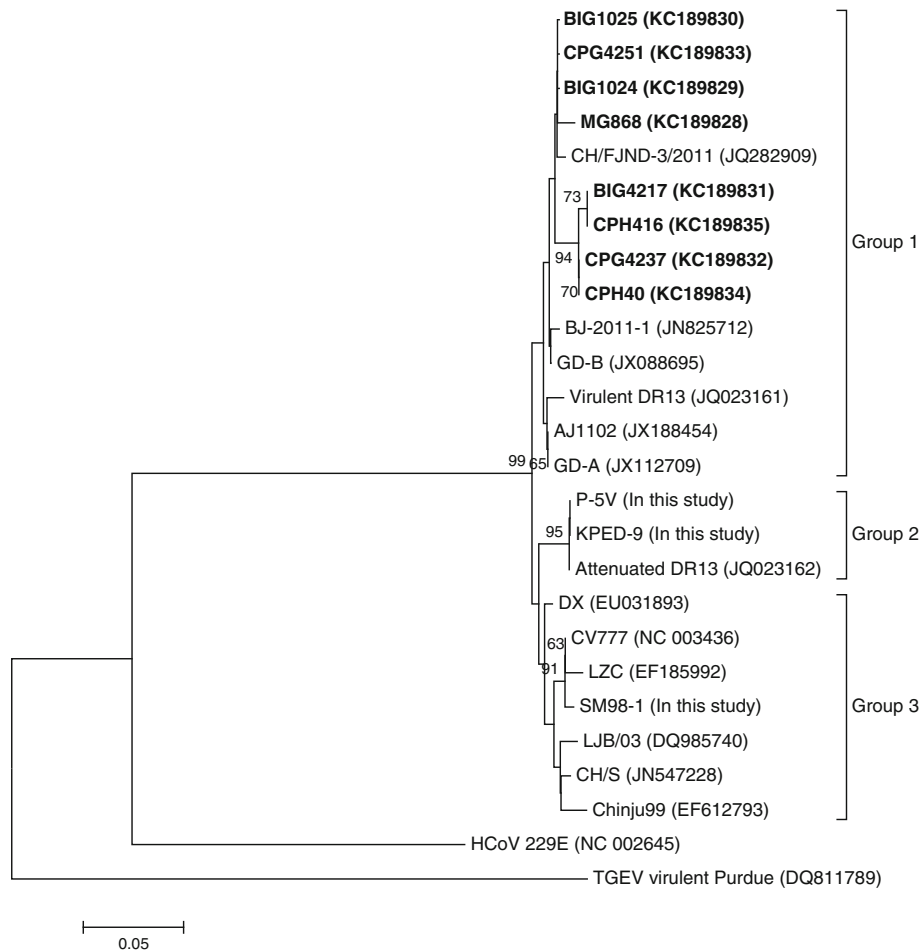 BIG1025 (KC189830)
CPG4251 (KC189833)
BIG1024 (KC189829)
MG868 (KC189828)
CH/FJND-3/2011 (JQ282909)
73
BIG4217 (KC189831)
CPH416 (KC189835)
Group 1
94
CPG4237 (KC189832)
70
CPH40 (KC189834)
BJ-2011-1 (JN825712)
GD-B (JX088695)
Virulent DR13 (JQ023161)
AJ1102 (JX188454)
99
65
GD-A (JX112709)
P-5V (In this study)
95
KPED-9 (In this study)
Group 2
Attenuated DR13 (JQ023162)
DX (EU031893)
63
CV777 (NC 003436)
91
LZC (EF185992)
SM98-1 (In this study)
Group 3
LJB/03 (DQ985740)
CH/S (JN547228)
Chinju99 (EF612793)
HCoV 229E (NC 002645)
TGEV virulent Purdue (DQ811789)
0.05